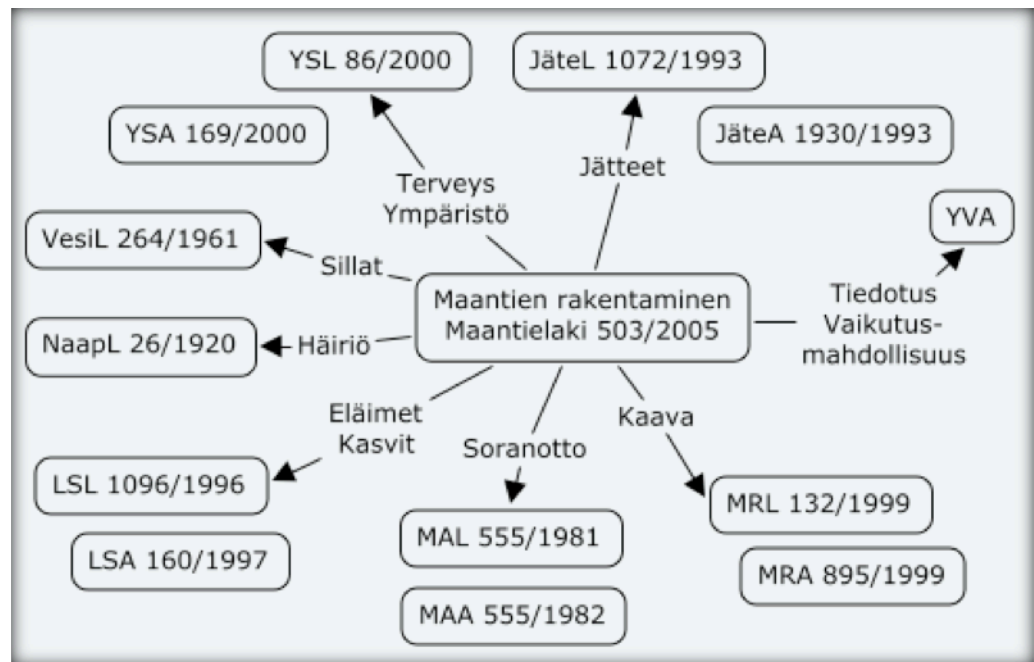 YSL 86/2000
JäteL 1072/1993
YSA 169/2000
JäteA 1930/1993
Jätteet
Terveys
Ympäristö
YVA
VesiL 264/1961
Sillat
Maantien rakentaminen
Maantielaki 503/2005
Tiedotus
Vaikutus-
mahdollisuus
NaapL 26/1920
Häiriö
Eläimet
Kasvit
Soranotto
Kaava
LSL 1096/1996
LSA 160/1997
MAL 555/1981
MAA 555/1982
MRL 132/1999
MRA 895/1999